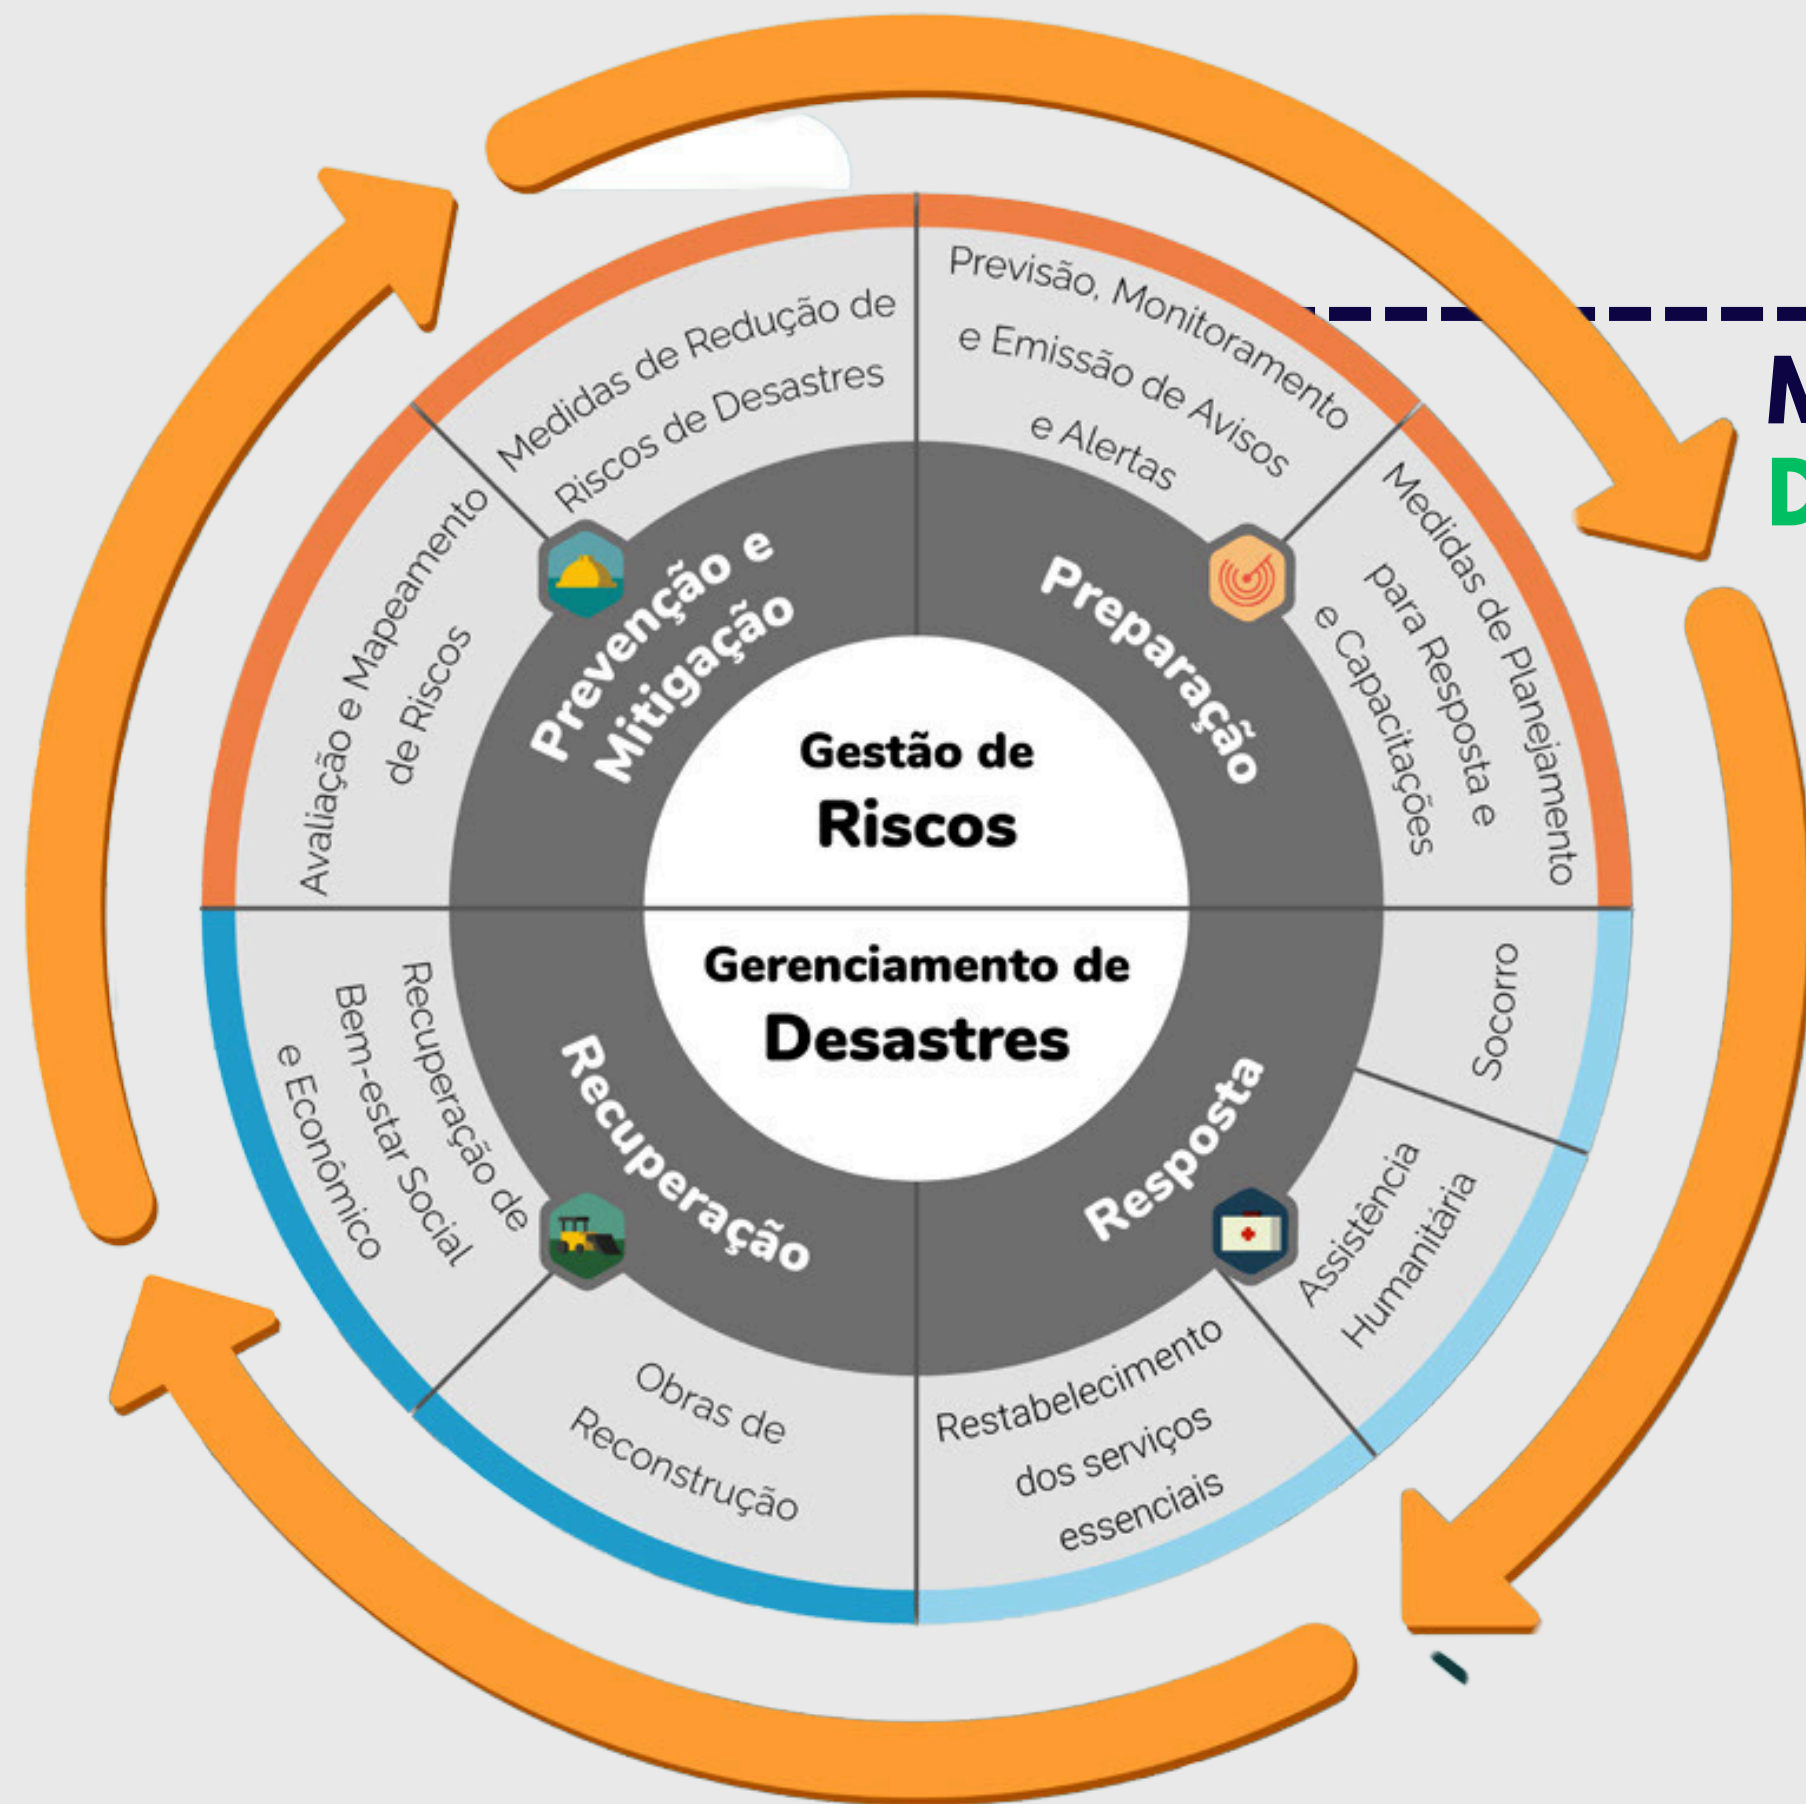 Gestão de
Riscos
Gerenciamento de
Desastres
Prevenção e
Mitigação
Avaliação e Mapeamento
de Riscos
Medidas de Redução de
Riscos de Desastres
Preparação
Previsão, Monitoramento
e Emissão de Avisos
e Alertas
Medidas de Planejamento
para Resposta e
e Capacitações
Resposta
Socorro
Assistência
Humanitária
Restabelecimento
dos serviços
essenciais
Recuperação
Obras de
Reconstrução
Recuperação de
Bem-estar Social
e Econômico
M
D